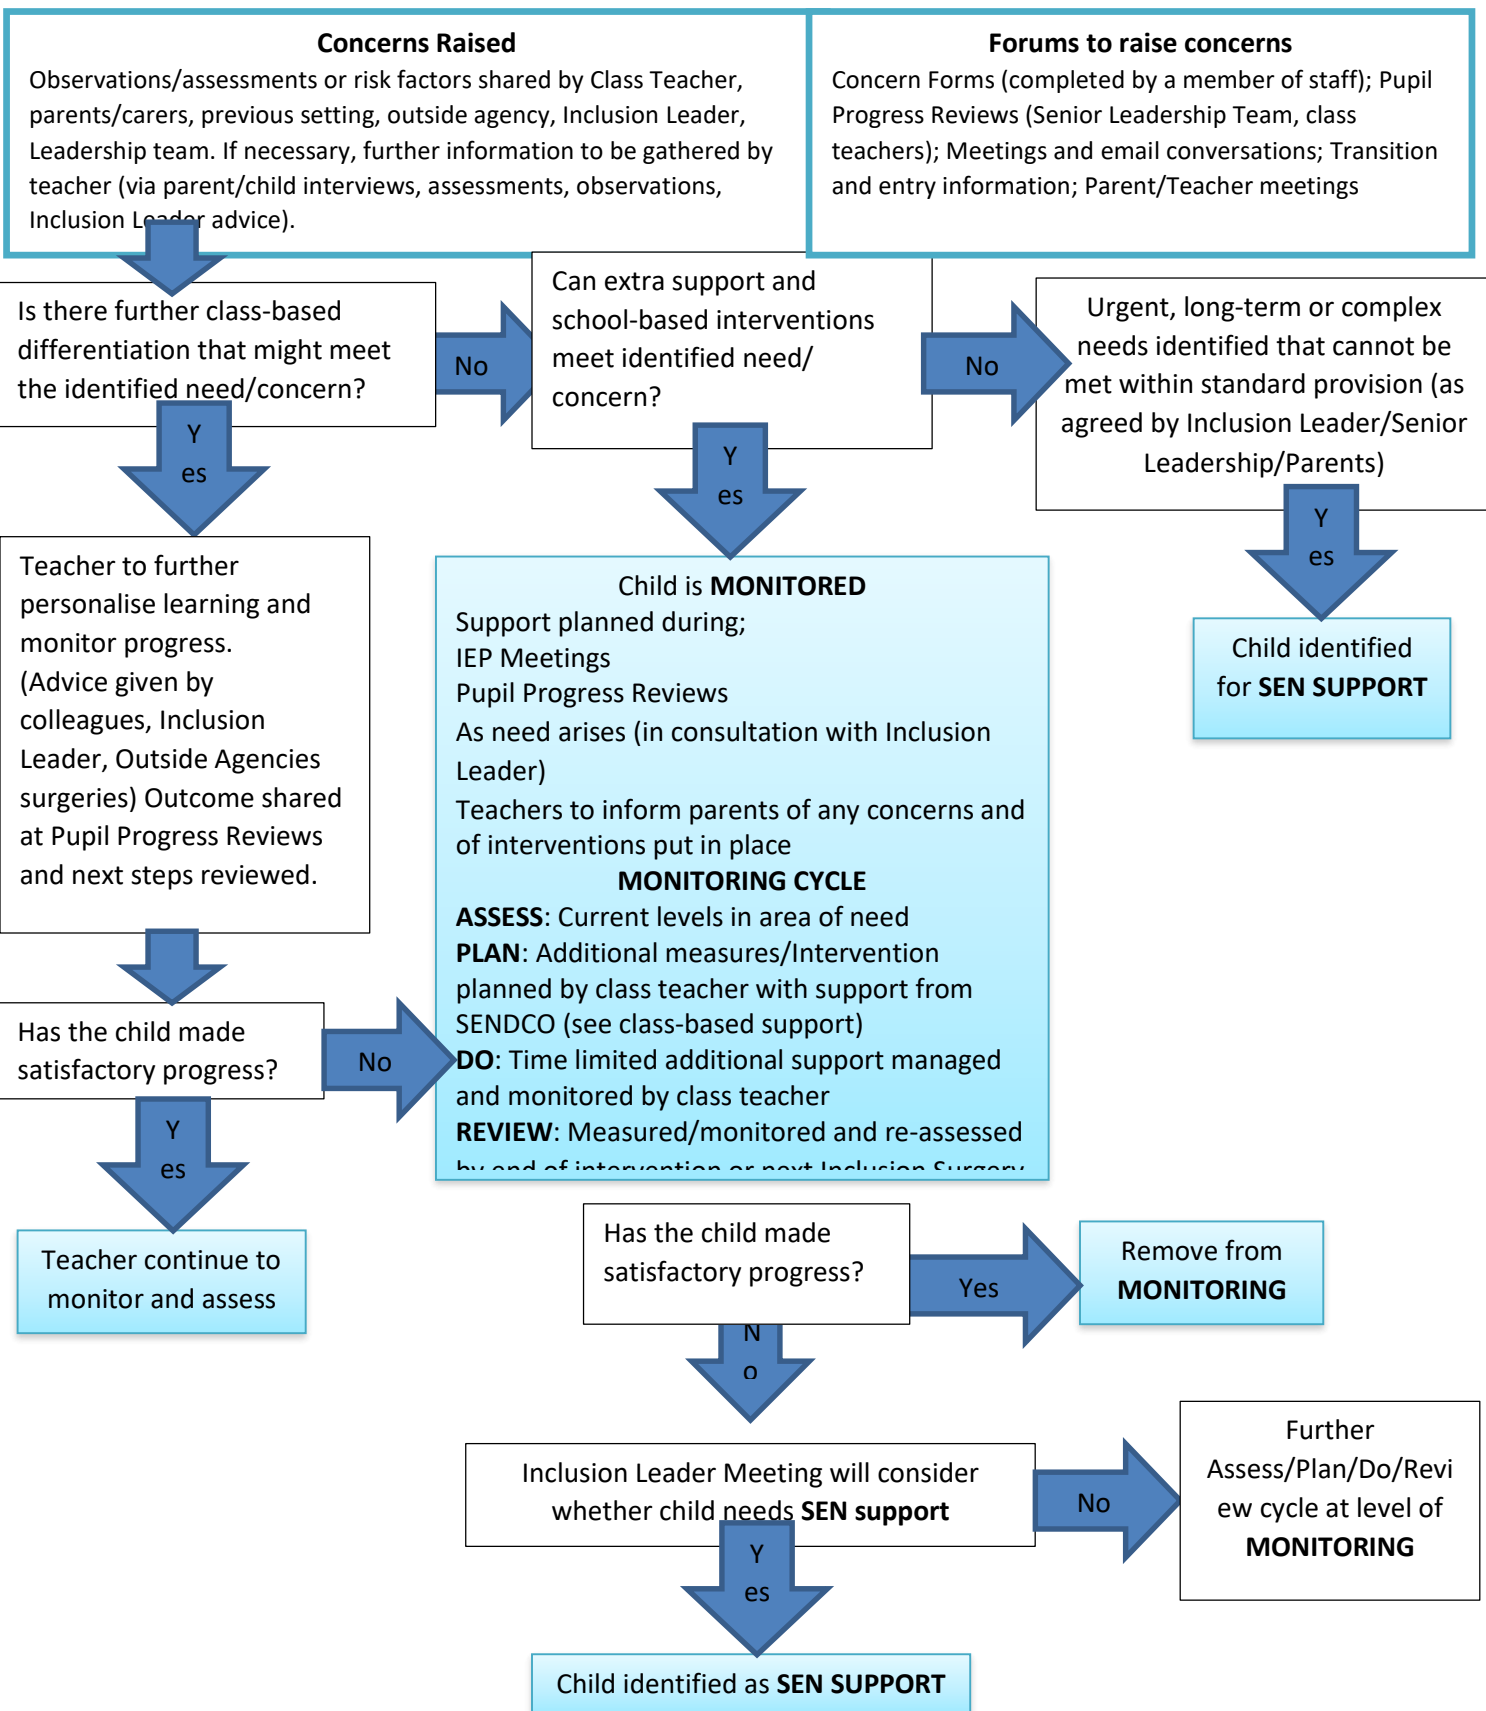 Concerns Raised
Observations/assessments or risk factors shared by Class Teacher,
parents/carers, previous setting, outside agency, Inclusion Leader,
Leadership team. If necessary, further information to be gathered by
teacher (via parent/child interviews, assessments, observations,
Inclusion Leader advice).
Forums to raise concerns
Concern Forms (completed by a member of staff); Pupil
Progress Reviews (Senior Leadership Team, class
teachers); Meetings and email conversations; Transition
and entry information; Parent/Teacher meetings
Is there further class-based
differentiation that might meet
the identified need/concern?
No
Can extra support and
school-based interventions
meet identified need/
concern?
No
Urgent, long-term or complex
needs identified that cannot be
met within standard provision (as
agreed by Inclusion Leader/Senior
Leadership/Parents)
Y
es
Y
es
Y
es
Teacher to further
personalise learning and
monitor progress.
(Advice given by
colleagues, Inclusion
Leader, Outside Agencies
surgeries) Outcome shared
at Pupil Progress Reviews
and next steps reviewed.
Child is MONITORED
Support planned during;
IEP Meetings
Pupil Progress Reviews
As need arises (in consultation with Inclusion
Leader)
Teachers to inform parents of any concerns and
of interventions put in place
MONITORING CYCLE
ASSESS: Current levels in area of need
PLAN: Additional measures/Intervention
planned by class teacher with support from
SENDCO (see class-based support)
DO: Time limited additional support managed
and monitored by class teacher
REVIEW: Measured/monitored and re-assessed
by end of intervention or next Inclusion Surgery
Child identified
for SEN SUPPORT
Has the child made
satisfactory progress?
No
Y
es
Teacher continue to
monitor and assess
Has the child made
satisfactory progress?
Yes
Remove from
MONITORING
N
o
Inclusion Leader Meeting will consider
whether child needs SEN support
No
Further
Assess/Plan/Do/Revi
ew cycle at level of
MONITORING
Y
es
Child identified as SEN SUPPORT